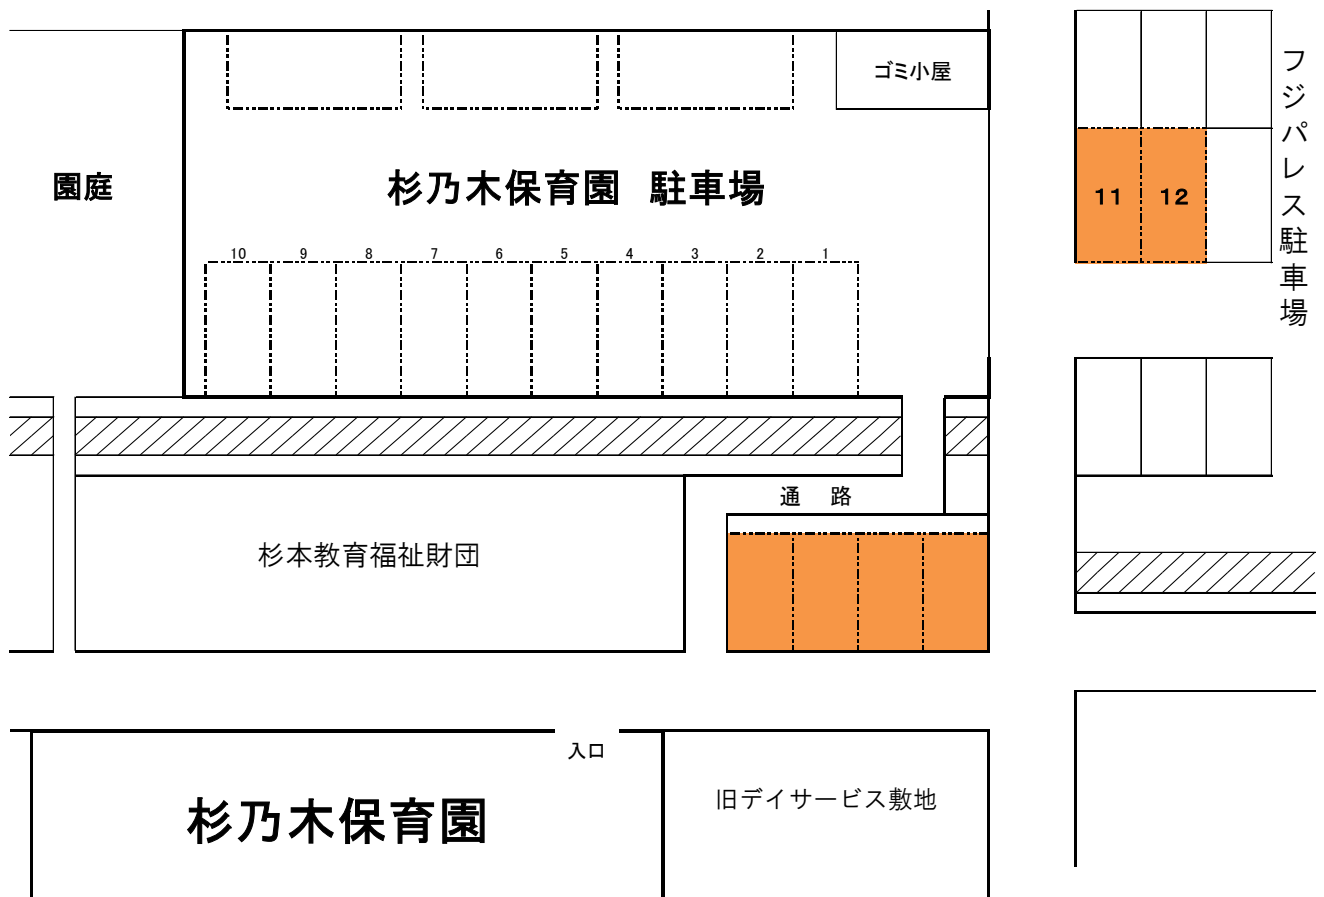 ゴミ小屋
フジパレス駐車場
園庭
杉乃木保育園 駐車場
11 12
10 9 8 7 6 5 4 3 2 1
通 路
杉本教育福祉財団
入口
杉乃木保育園
旧デイサービス敷地